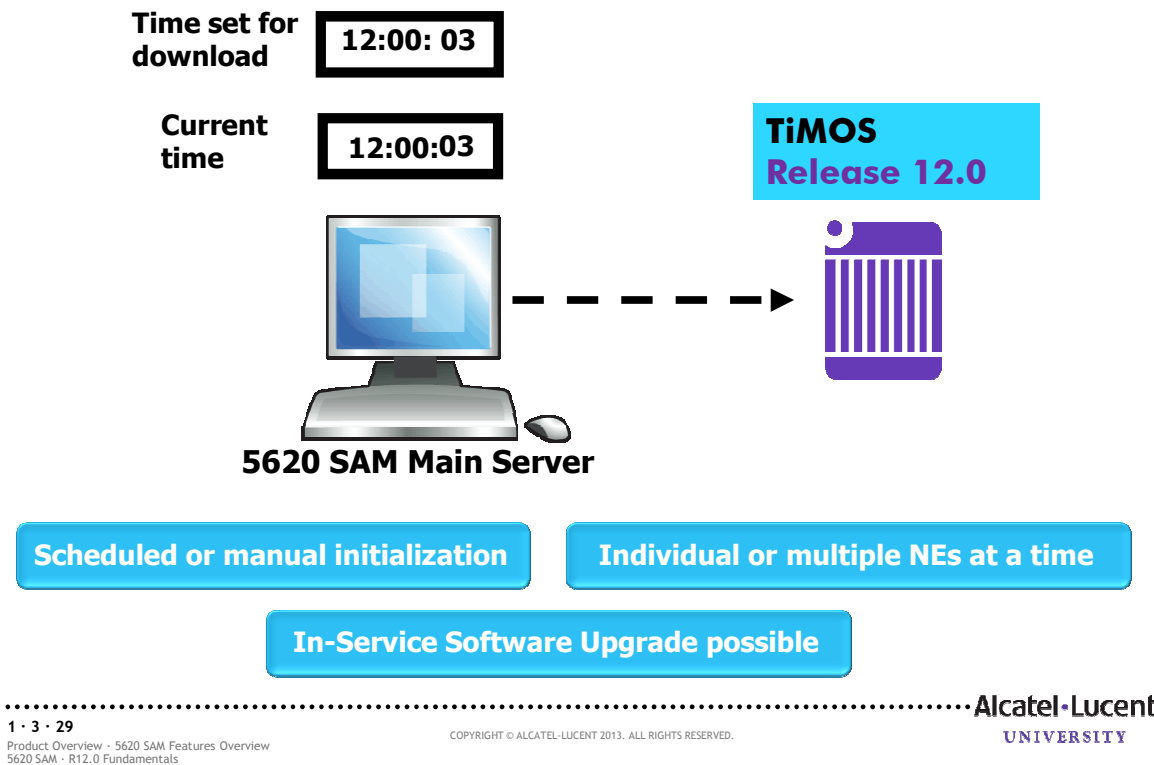 Time set for
download
12:00: 03
Current
time
12:00:03
TiMOS
Release 12.0
5620 SAM Main Server
Scheduled or manual initialization
Individual or multiple NEs at a time
In-Service Software Upgrade possible
1 · 3 · 29
Product Overview · 5620 SAM Features Overview
5620 SAM · R12.0 Fundamentals
COPYRIGHT © ALCATEL-LUCENT 2013. ALL RIGHTS RESERVED.
Alcatel·Lucent
UNIVERSITY